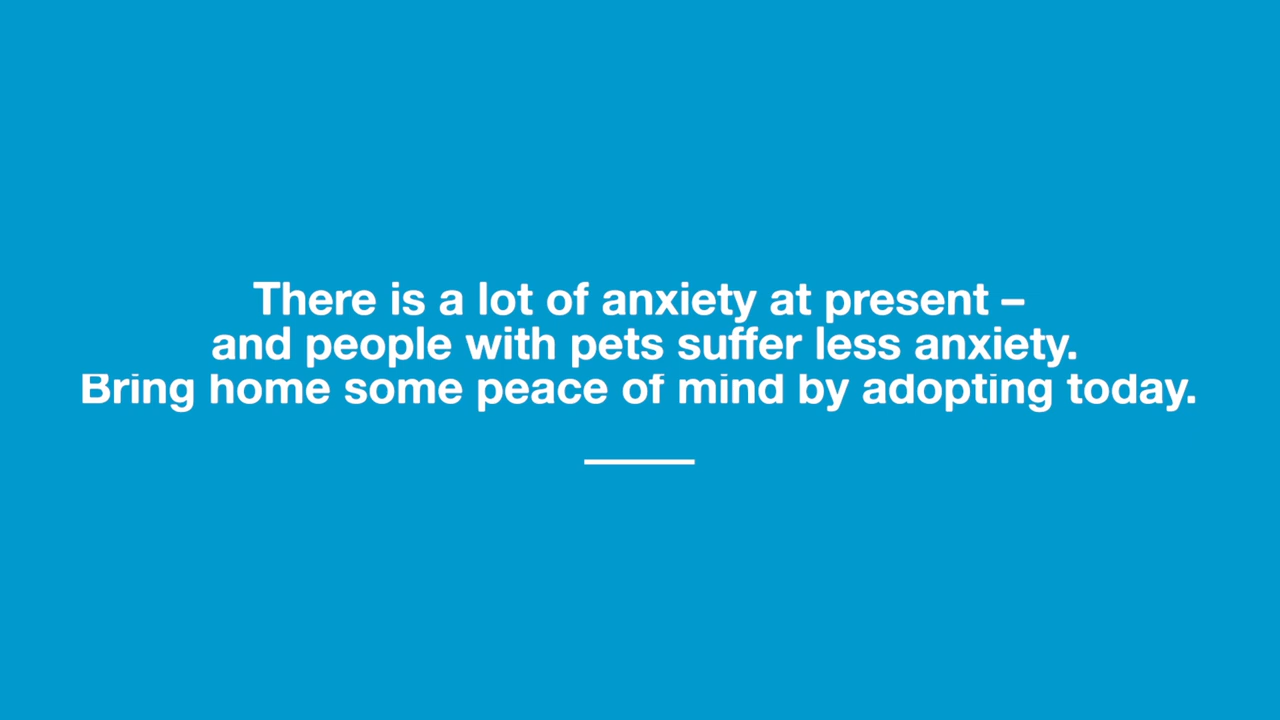 There is a lot of anxiety at present –
and people with pets suffer less anxiety.
Bring home some peace of mind by adopting today.